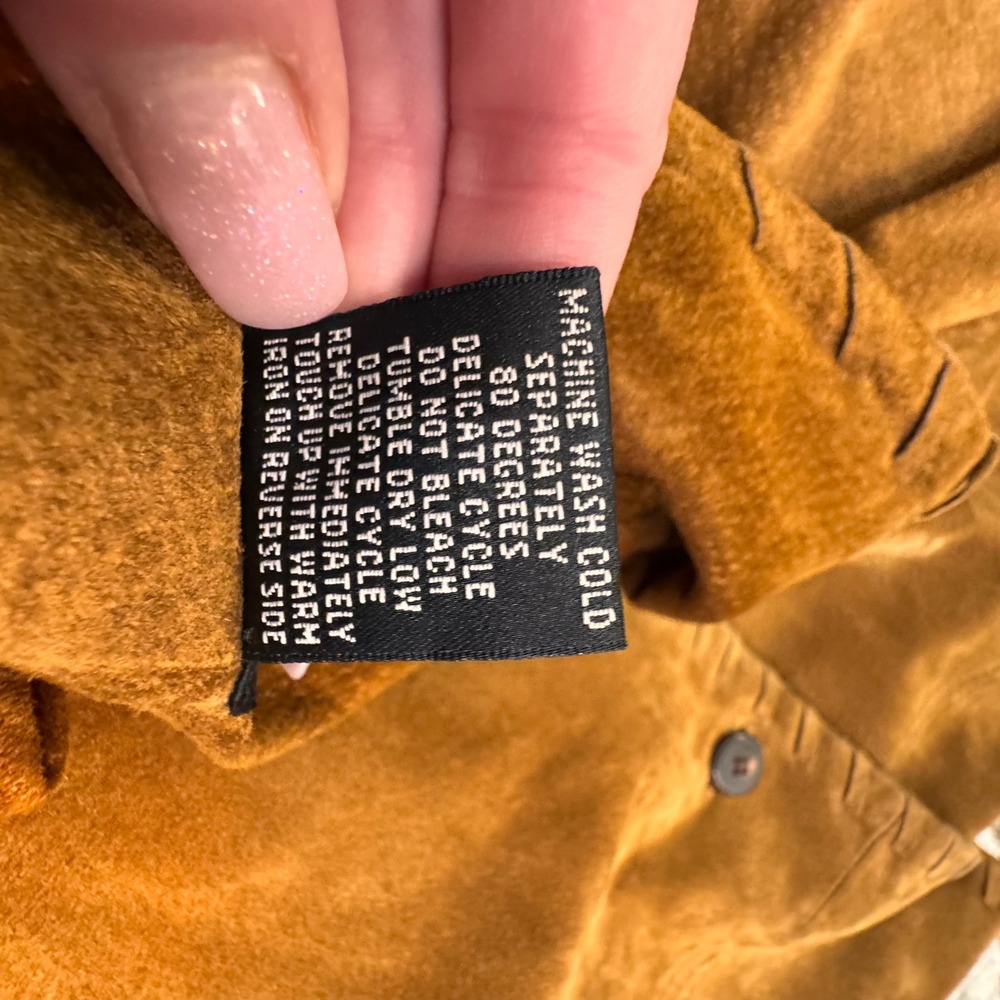 MACHINE WASH COLD
SEPARATELY
80 DEGREES
DELICATE CYCLE
DO NOT BLEACH
TUMBLE DRY LOW
DELICATE CYCLE
REMOVE IMMEDIATELY
TOUCH UP WITH WARM
IRON ON REVERSE SIDE